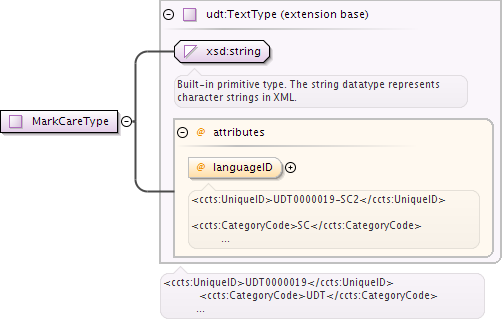 udt:TextType (extension base)
xsd:string
Built-in primitive type. The string datatype represents
character strings in XML.
MarkCareType
@ attributes
@ languageID
<ccts:UniqueID>UDT0000019-SC2</ccts:UniqueID>
<ccts:CategoryCode>SC</ccts:CategoryCode>
...
<ccts:UniqueID>UDT0000019</ccts:UniqueID>
<ccts:CategoryCode>UDT</ccts:CategoryCode>
...